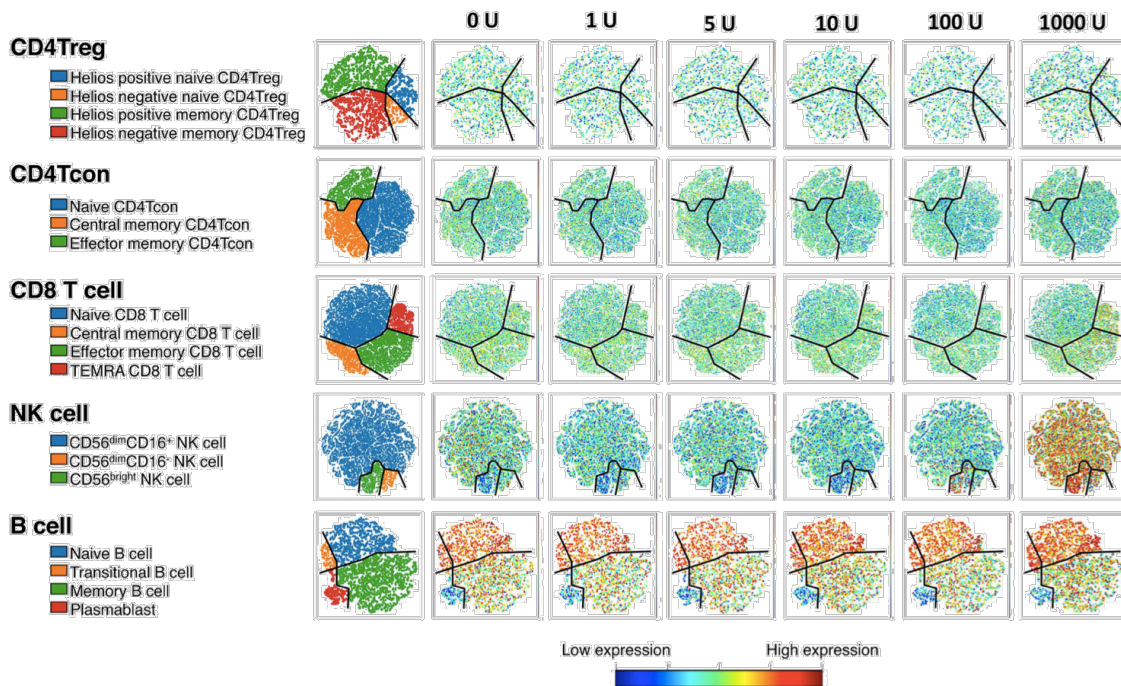 0 U 1 U 5 U 10 U 100 U 1000 U
CD4Treg
Helios positive naive CD4Treg
Helios negative naive CD4Treg
Helios positive memory CD4Treg
Helios negative memory CD4Treg
CD4Tcon
Naive CD4Tcon
Central memory CD4Tcon
Effector memory CD4Tcon
CD8 T cell
Naive CD8 T cell
Central memory CD8 T cell
Effector memory CD8 T cell
TEMRA CD8 T cell
NK cell
CD56dimCD16+ NK cell
CD56dimCD16- NK cell
CD56bright NK cell
B cell
Naive B cell
Transitional B cell
Memory B cell
Plasmablast
Low expression High expression